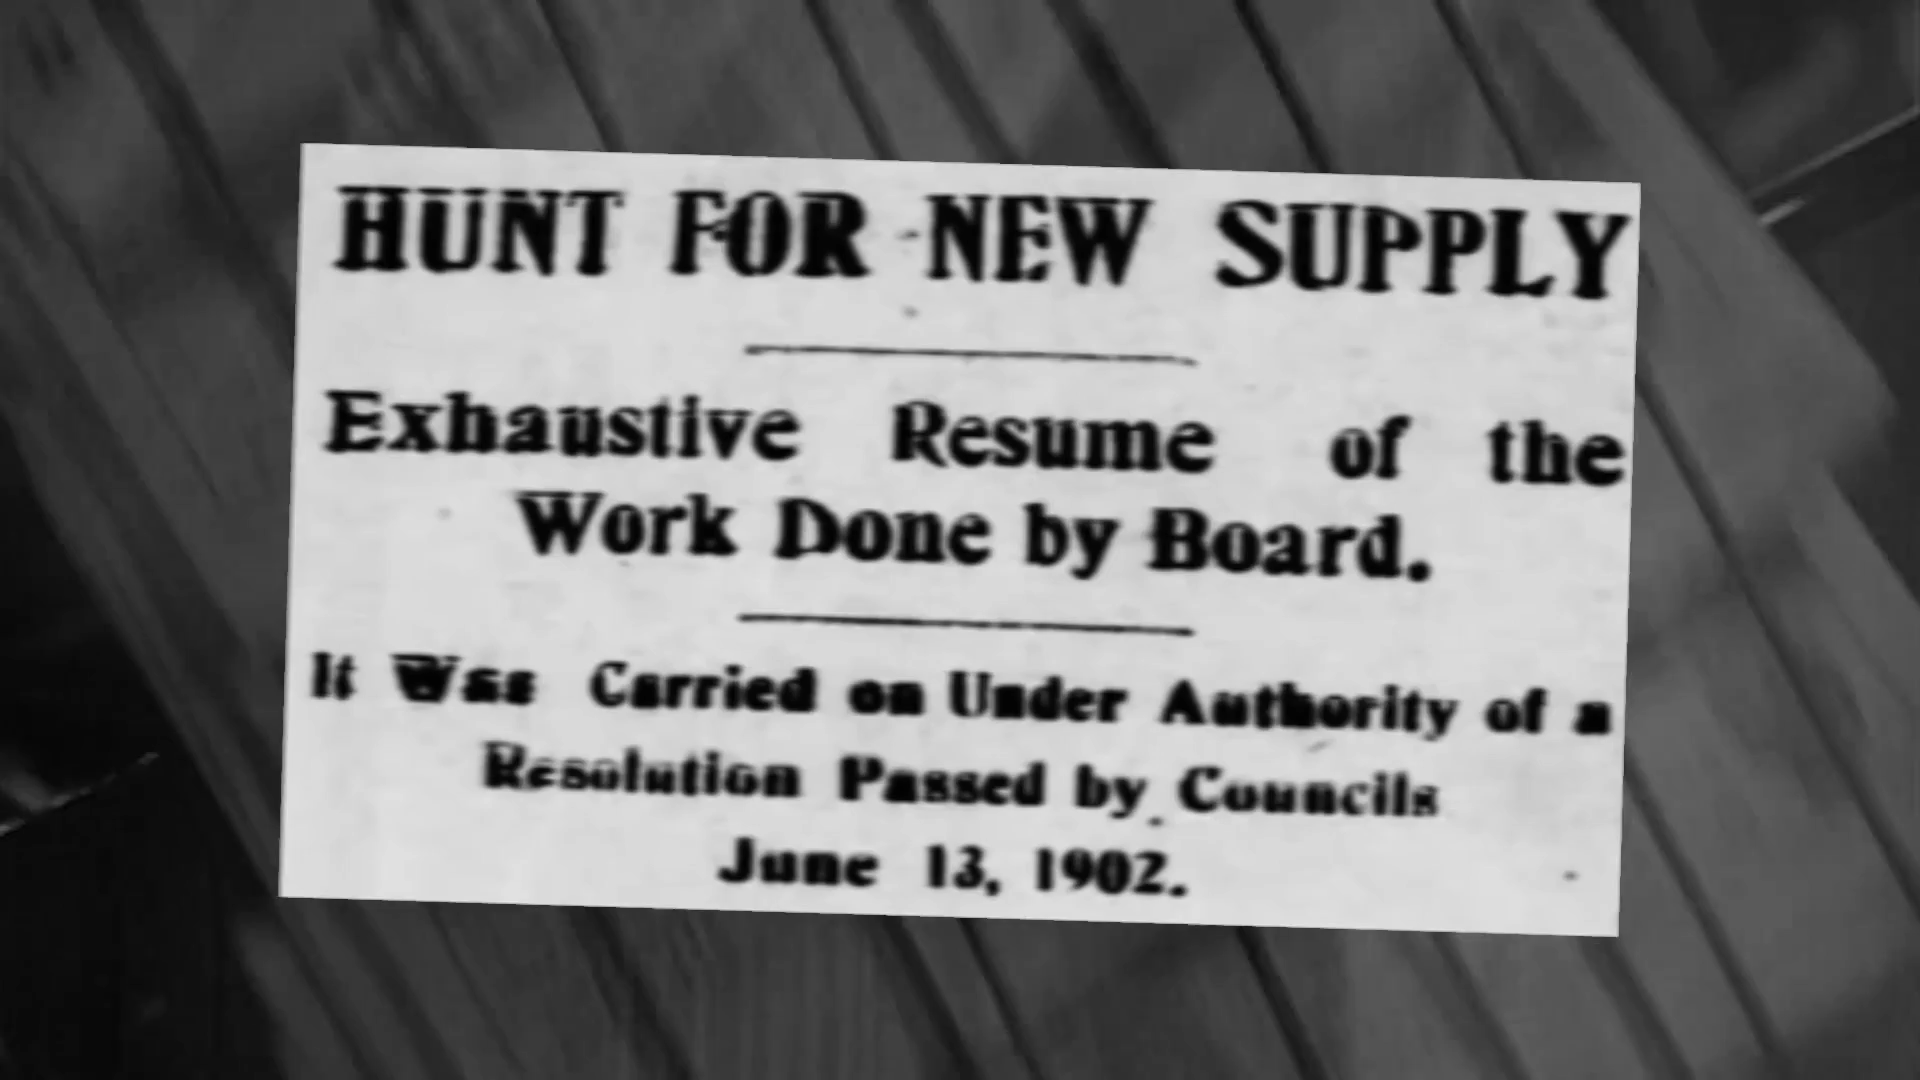 HUNT FOR NEW SUPPLY
Exhaustive Resume of the
Work Done by Board.
It Was Carried on Under Authority of a
Resolution Passed by Councils
June 13, 1902.